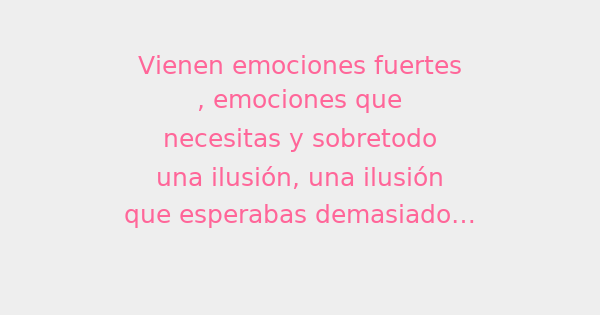 Vienen emociones fuertes
, emociones que
necesitas y sobretodo
una ilusión, una ilusión
que esperabas demasiado...